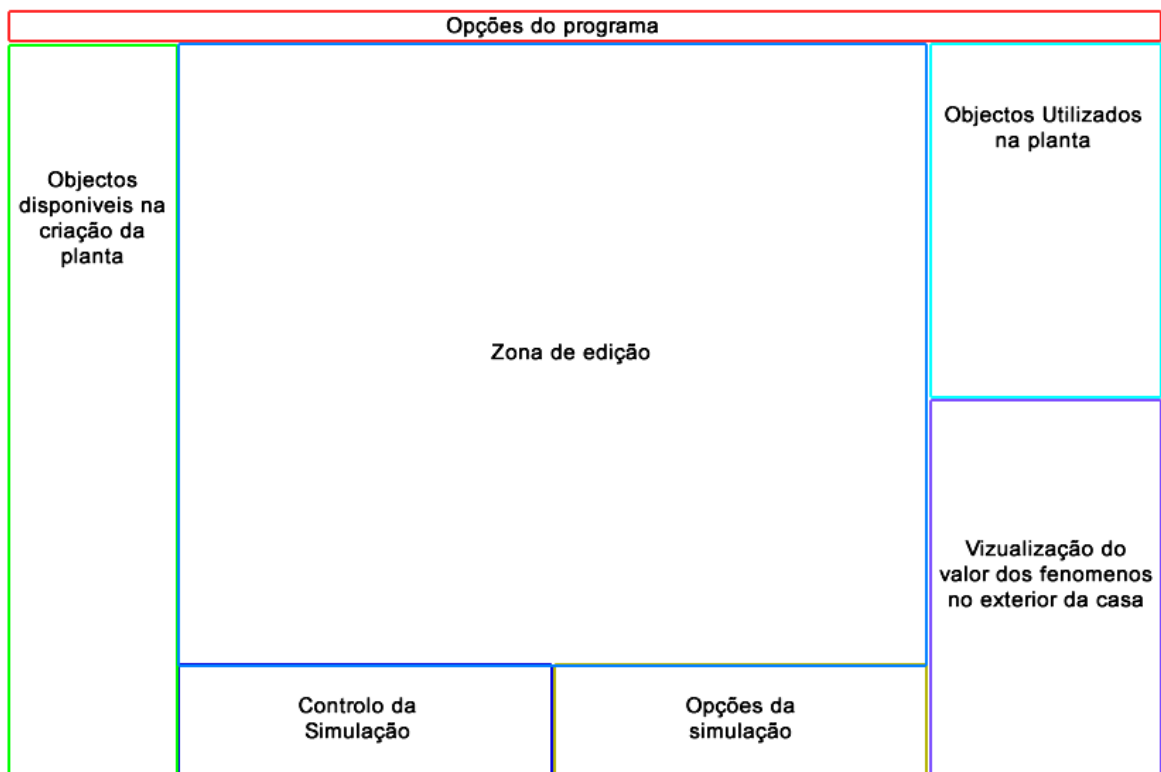 Opções do programa
Objectos
disponiveis na
criação da
planta
Zona de edição
Objectos Utilizados
na planta
Vizualização do
valor dos fenomenos
no exterior da casa
Controlo da
Simulação
Opções da
simulação